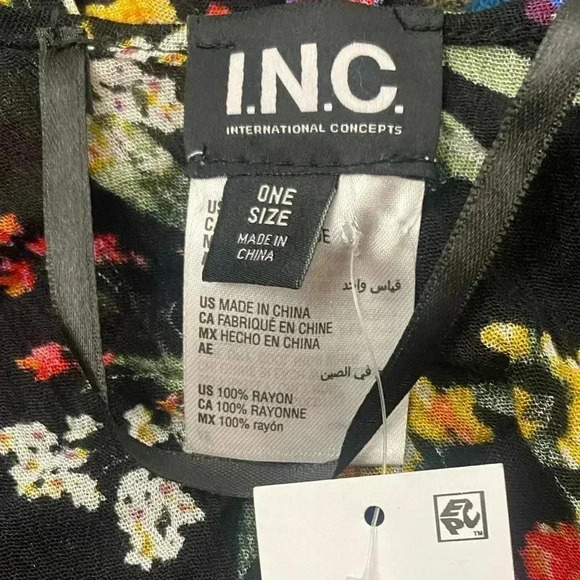 I.N.C.
INTERNATIONAL CONCEPTS
ONE
SIZE
MADE IN
CHINA
قياس واحد
US MADE IN CHINA
CA FABRIQUÉ EN CHINE
MX HECHO EN CHINA
AE
في الصين
US 100% RAYON
CA 100% RAYONNE
MX 100% rayón
EPC
TM